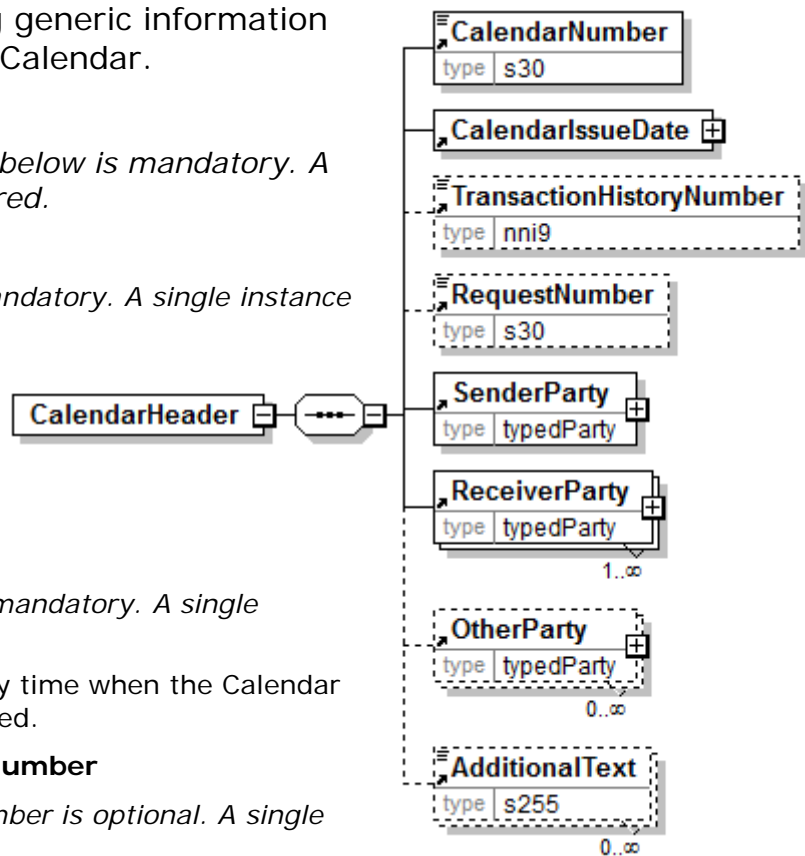 g generic information
Calendar.
below is mandatory. A
red.
andatory. A single instance
mandatory. A single
y time when the Calendar
ed.
umber
mber is optional. A single
CalendarHeader
CalendarNumber
type s30
CalendarIssueDate
TransactionHistoryNumber
type nni9
RequestNumber
type s30
SenderParty
type typedParty
ReceiverParty
type typedParty
1..∞
OtherParty
type typedParty
0..∞
AdditionalText
type s255
0..∞